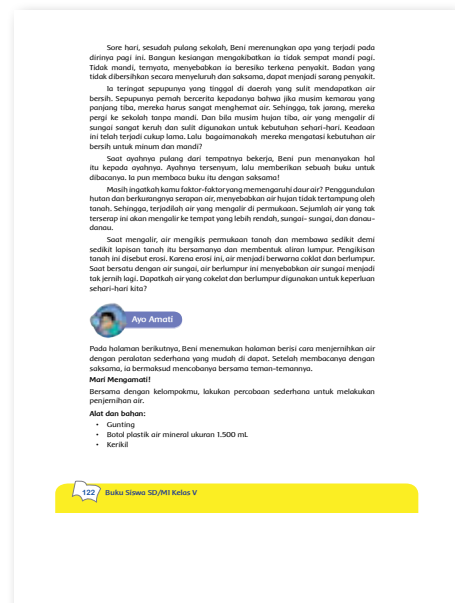 Sore hari, sesudah pulang sekolah, Beni merenungkan apa yang terjadi pada
dirinya pagi ini. Bangun kesiangan mengakibatkan ia tidak sempat mandi pagi.
Tidak mandi, ternyata, menyebabkan ia beresiko terkena penyakit. Badan yang
tidak dibersihkan secara menyeluruh dan saksama, dapat menjadi sarang penyakit.
Ia teringat sepupunya yang tinggal di daerah yang sulit mendapatkan air
bersih. Sepupunya pernah bercerita kepadanya bahwa jika musim kemarau yang
panjang tiba, mereka harus sangat menghemat air. Sehingga, tak jarang, mereka
pergi ke sekolah tanpa mandi. Dan bila musim hujan tiba, air yang mengalir di
sungai sangat keruh dan sulit digunakan untuk kebutuhan sehari-hari. Keadaan
ini telah terjadi cukup lama. Lalu bagaimanakah mereka mengatasi kebutuhan air
bersih untuk minum dan mandi?
Saat ayahnya pulang dari tempatnya bekerja, Beni pun menanyakan hal
itu kepada ayahnya. Ayahnya tersenyum, lalu memberikan sebuah buku untuk
dibacanya. Ia pun membaca buku itu dengan saksama!
Masih ingatkah kamu faktor-faktor yang memengaruhi daur air? Penggundulan
hutan dan berkurangnya serapan air, menyebabkan air hujan tidak tertampung oleh
tanah. Sehingga, terjadilah air yang mengalir di permukaan. Sejumlah air yang tak
terserap ini akan mengalir ke tempat yang lebih rendah, sungai- sungai, dan danau-
danau.
Saat mengalir, air mengikis permukaan tanah dan membawa sedikit demi
sedikit lapisan tanah itu bersamanya dan membentuk aliran lumpur. Pengikisan
tanah ini disebut erosi. Karena erosi ini, air menjadi berwarna coklat dan berlumpur.
Saat bersatu dengan air sungai, air berlumpur ini menyebabkan air sungai menjadi
tak jernih lagi. Dapatkah air yang cokelat dan berlumpur digunakan untuk keperluan
sehari-hari kita?
Ayo Amati
Pada halaman berikutnya, Beni menemukan halaman berisi cara menjernihkan air
dengan peralatan sederhana yang mudah di dapat. Setelah membacanya dengan
saksama, ia bermaksud mencobanya bersama teman-temannya.
Mari Mengamati!
Bersama dengan kelompokmu, lakukan percobaan sederhana untuk melakukan
penjernihan air.
Alat dan bahan:
• Gunting
• Botol plastik air mineral ukuran 1.500 mL
• Kerikil
122 Buku Siswa SD/MI Kelas V